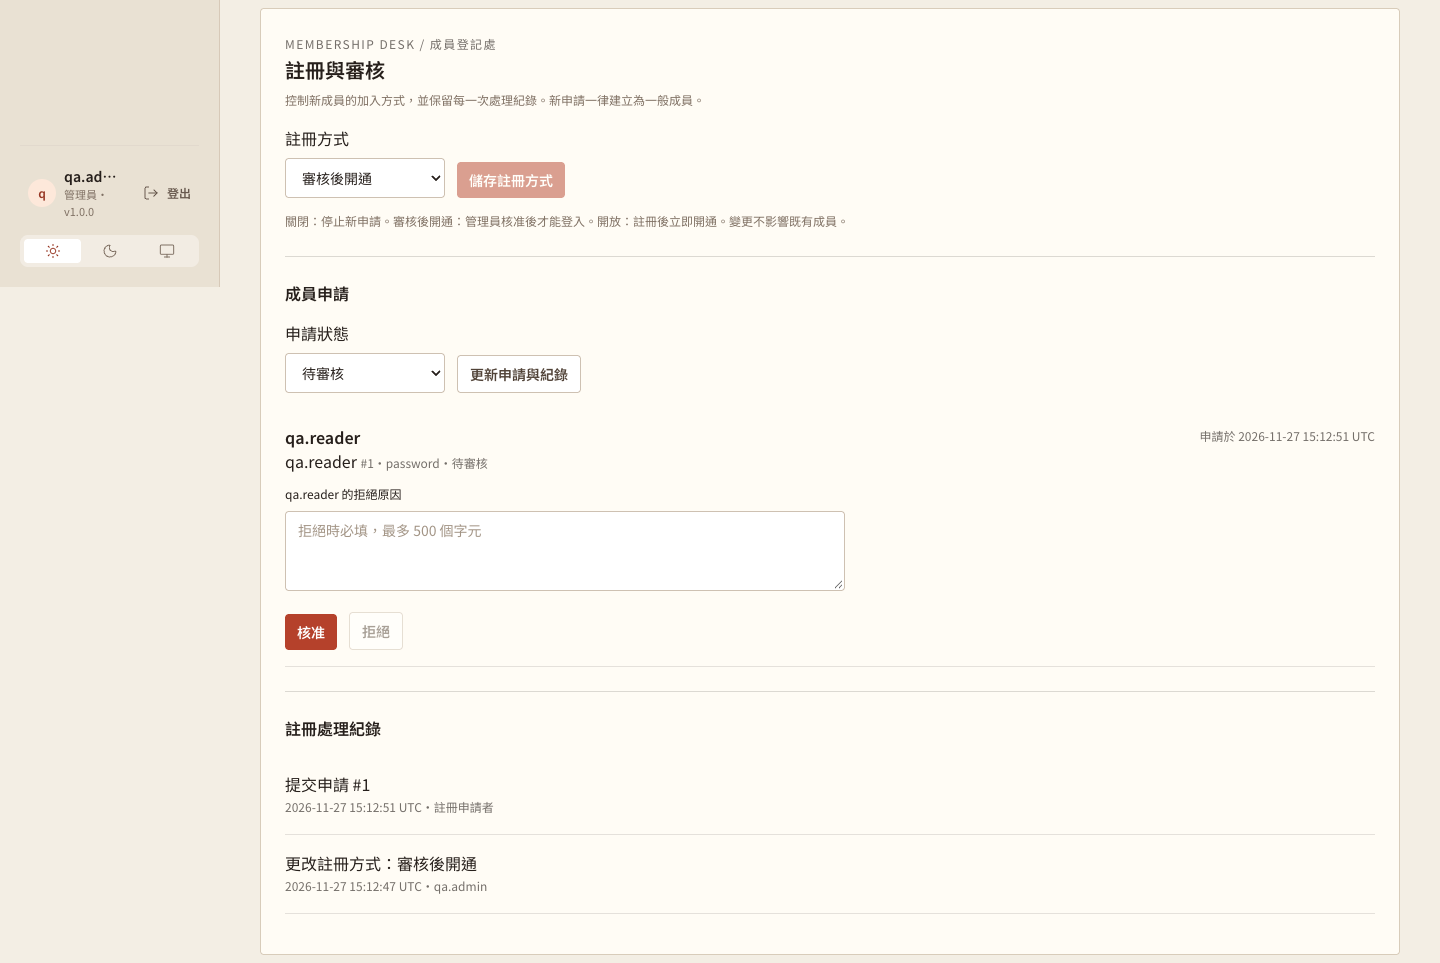 MEMBERSHIP DESK / 成員登記處
註冊與審核
控制新成員的加入方式，並保留每一次處理紀錄。新申請一律建立為一般成員。
註冊方式
審核後開通
儲存註冊方式
關閉：停止新申請。審核後開通：管理員核准後才能登入。開放：註冊後立即開通。變更不影響既有成員。
成員申請
申請狀態
待審核
更新申請與紀錄
qa.reader
申請於 2026-11-27 15:12:51 UTC
qa.reader #1・password・待審核
qa.reader 的拒絕原因
拒絕時必填，最多 500 個字元
核准
拒絕
註冊處理紀錄
提交申請 #1
2026-11-27 15:12:51 UTC・註冊申請者
更改註冊方式：審核後開通
2026-11-27 15:12:47 UTC・qa.admin
q
qa.ad…
管理員・
v1.0.0
登出